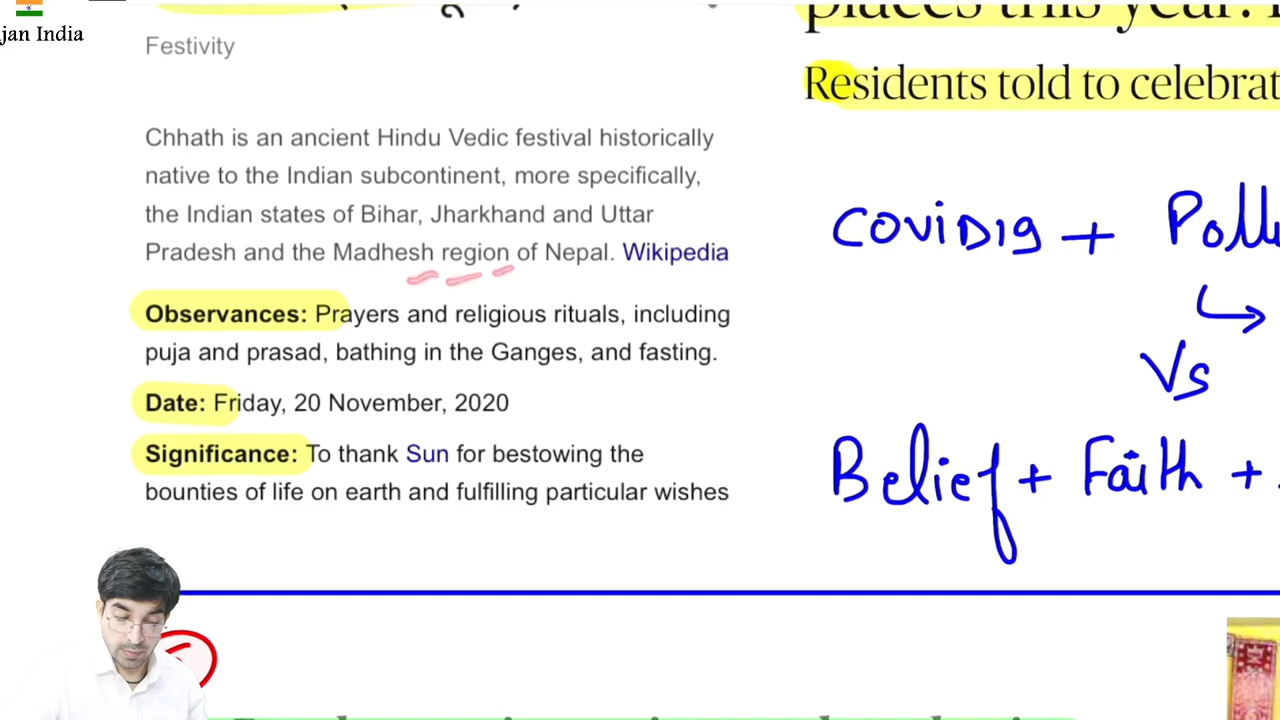 jan India
places this year.
Festivity
Residents told to celebrat
Chhath is an ancient Hindu Vedic festival historically
native to the Indian subcontinent, more specifically,
the Indian states of Bihar, Jharkhand and Uttar
Pradesh and the Madhesh region of Nepal. Wikipedia
COVID19 + Pollu
Observances: Prayers and religious rituals, including
puja and prasad, bathing in the Ganges, and fasting.
Vs
Date: Friday, 20 November, 2020
Significance: To thank Sun for bestowing the
bounties of life on earth and fulfilling particular wishes
Belief + Faith +